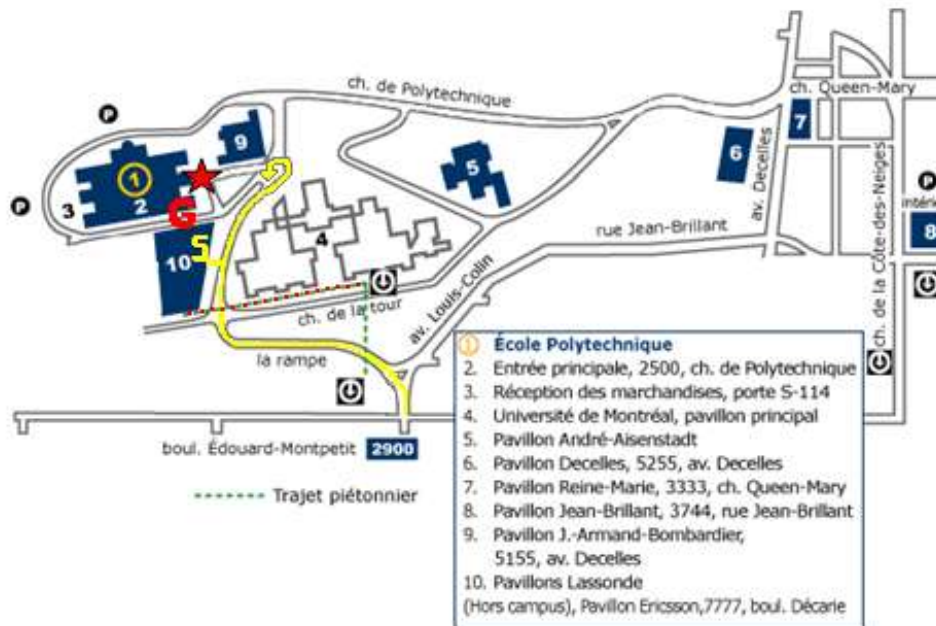 ch. de Polytechnique
ch. Queen-Mary
P
9
7
1
6
5
av. Decelles
P
P
3
2
G
intérieur
rue Jean-Brillant
S
4
8
10
ch. de la Côte-des-Neiges
ch. de la tour
av. Louis-Colin
la rampe
boul. Édouard-Montpetit 2900
Trajet piétonnier
1 École Polytechnique
2. Entrée principale, 2500, ch. de Polytechnique
3. Réception des marchandises, porte S-114
4. Université de Montréal, pavillon principal
5. Pavillon André-Aisenstadt
6. Pavillon Decelles, 5255, av. Decelles
7. Pavillon Reine-Marie, 3333, ch. Queen-Mary
8. Pavillon Jean-Brillant, 3744, rue Jean-Brillant
9. Pavillon J.-Armand-Bombardier,
5155, av. Decelles
10. Pavillons Lassonde
(Hors campus), Pavillon Ericsson,7777, boul. Décarie